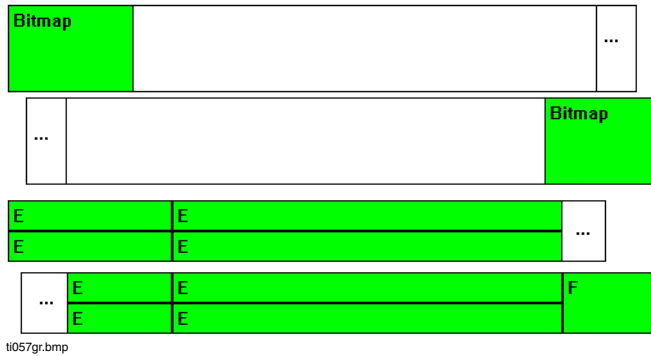 Bitmap ...
... Bitmap
E E ...
E E
... E E F
E E
ti057gr.bmp